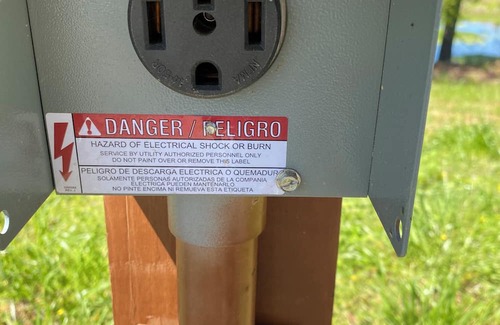 DANGER / PELIGRO
HAZARD OF ELECTRICAL SHOCK OR BURN
SERVICE BY UTILITY AUTHORIZED PERSONNEL ONLY
DO NOT PAINT OVER OR REMOVE THIS LABEL
PELIGRO DE DESCARGA ELECTRICA O QUEMADURA
SOLAMENTE PERSONAS AUTORIZADAS DE LA COMPANIA
ELECTRICA PUEDEN MANTENARLO.
NO PINTE ENIMI NI REMUEVA ESTA ETIQUETA